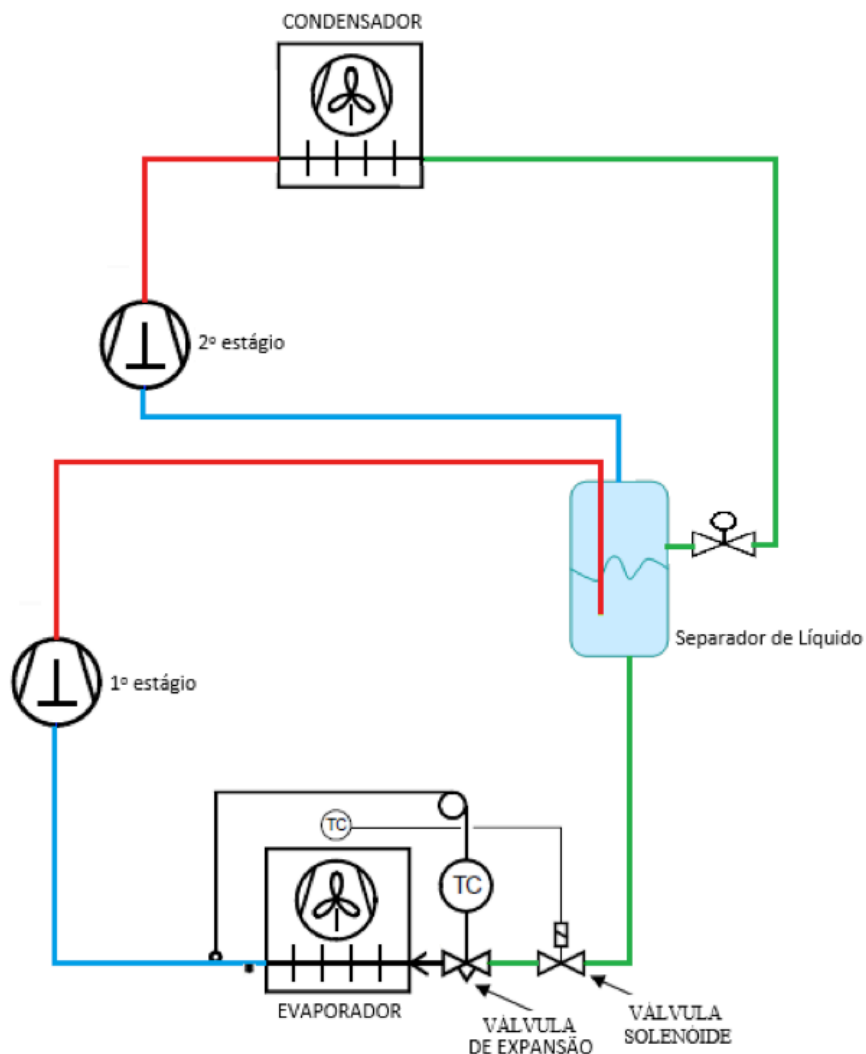 CONDENSADOR
2º estágio
Separador de Líquido
1º estágio
TC
TC
EVAPORADOR
VÁLVULA
DE EXPANSÃO
VÁLVULA
SOLENÓIDE